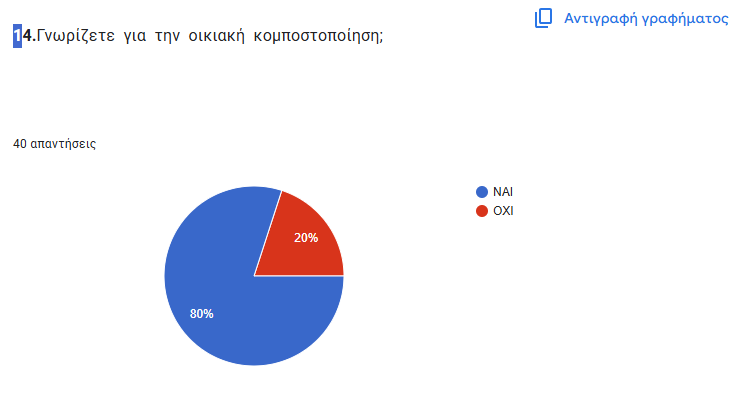 Αντιγραφή γραφήματος
14.Γνωρίζετε για την οικιακή κομποστοποίηση;
40 απαντήσεις
ΝΑΙ
ΟΧΙ
20%
80%